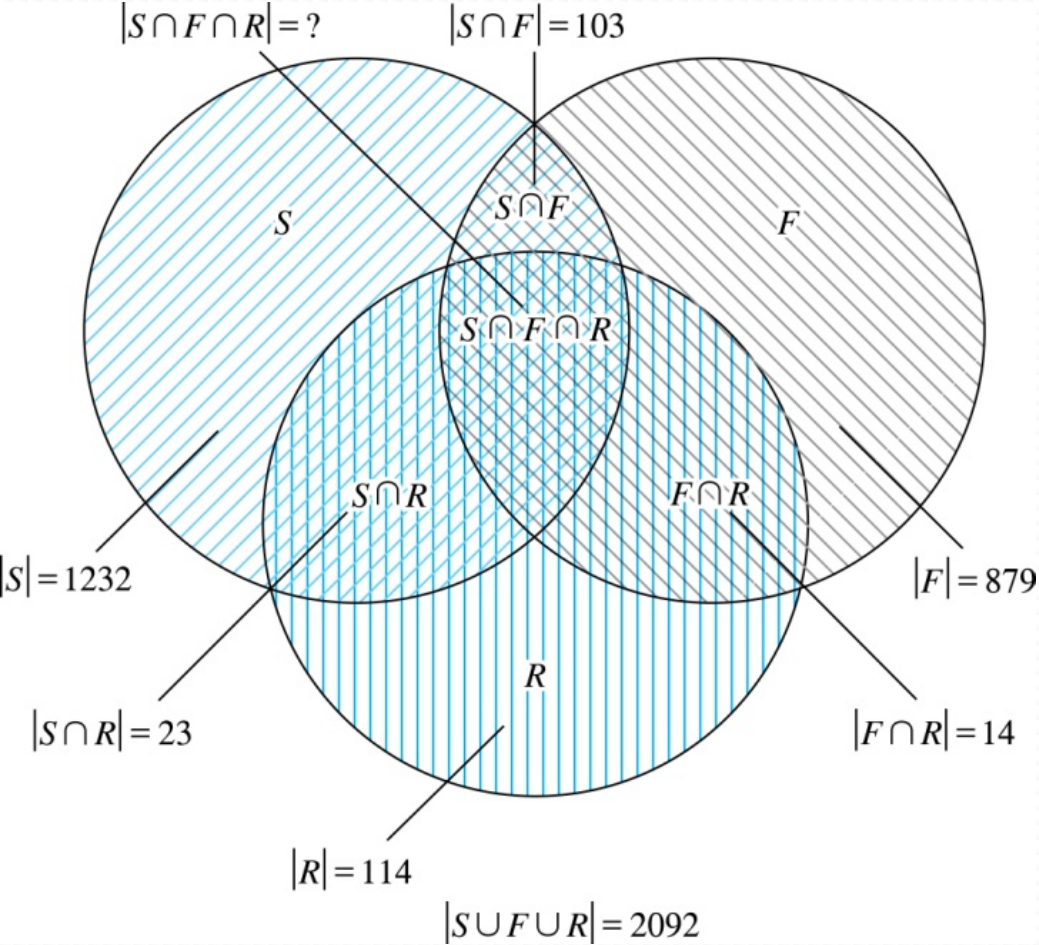 |S∩F∩R| = ? |S∩F| = 103
S∩F
S F
S∩F∩R
S∩R F∩R
|S| = 1232 |F| = 879
R
|S∩R| = 23 |F∩R| = 14
|R| = 114
|S∪F∪R| = 2092